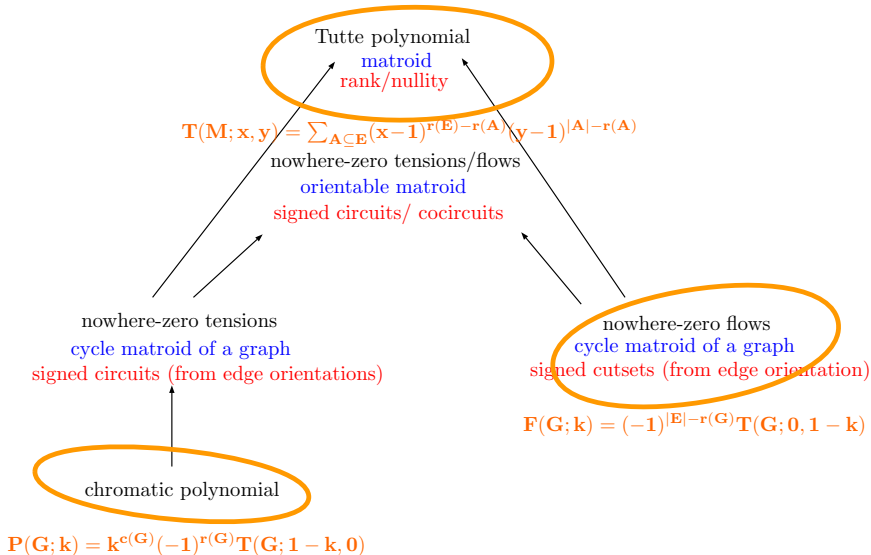 Tutte polynomial
matroid
rank/nullity
T(M; x, y) = ∑_{A⊆E}(x−1)^{r(E)−r(A)}(y−1)^{|A|−r(A)}
nowhere-zero tensions/flows
orientable matroid
signed circuits/ cocircuits
nowhere-zero tensions
cycle matroid of a graph
signed circuits (from edge orientations)
nowhere-zero flows
cycle matroid of a graph
signed cutsets (from edge orientation)
F(G; k) = (−1)^{|E|−r(G)}T(G; 0, 1 − k)
chromatic polynomial
P(G; k) = k^{c(G)}(−1)^{r(G)}T(G; 1 − k, 0)